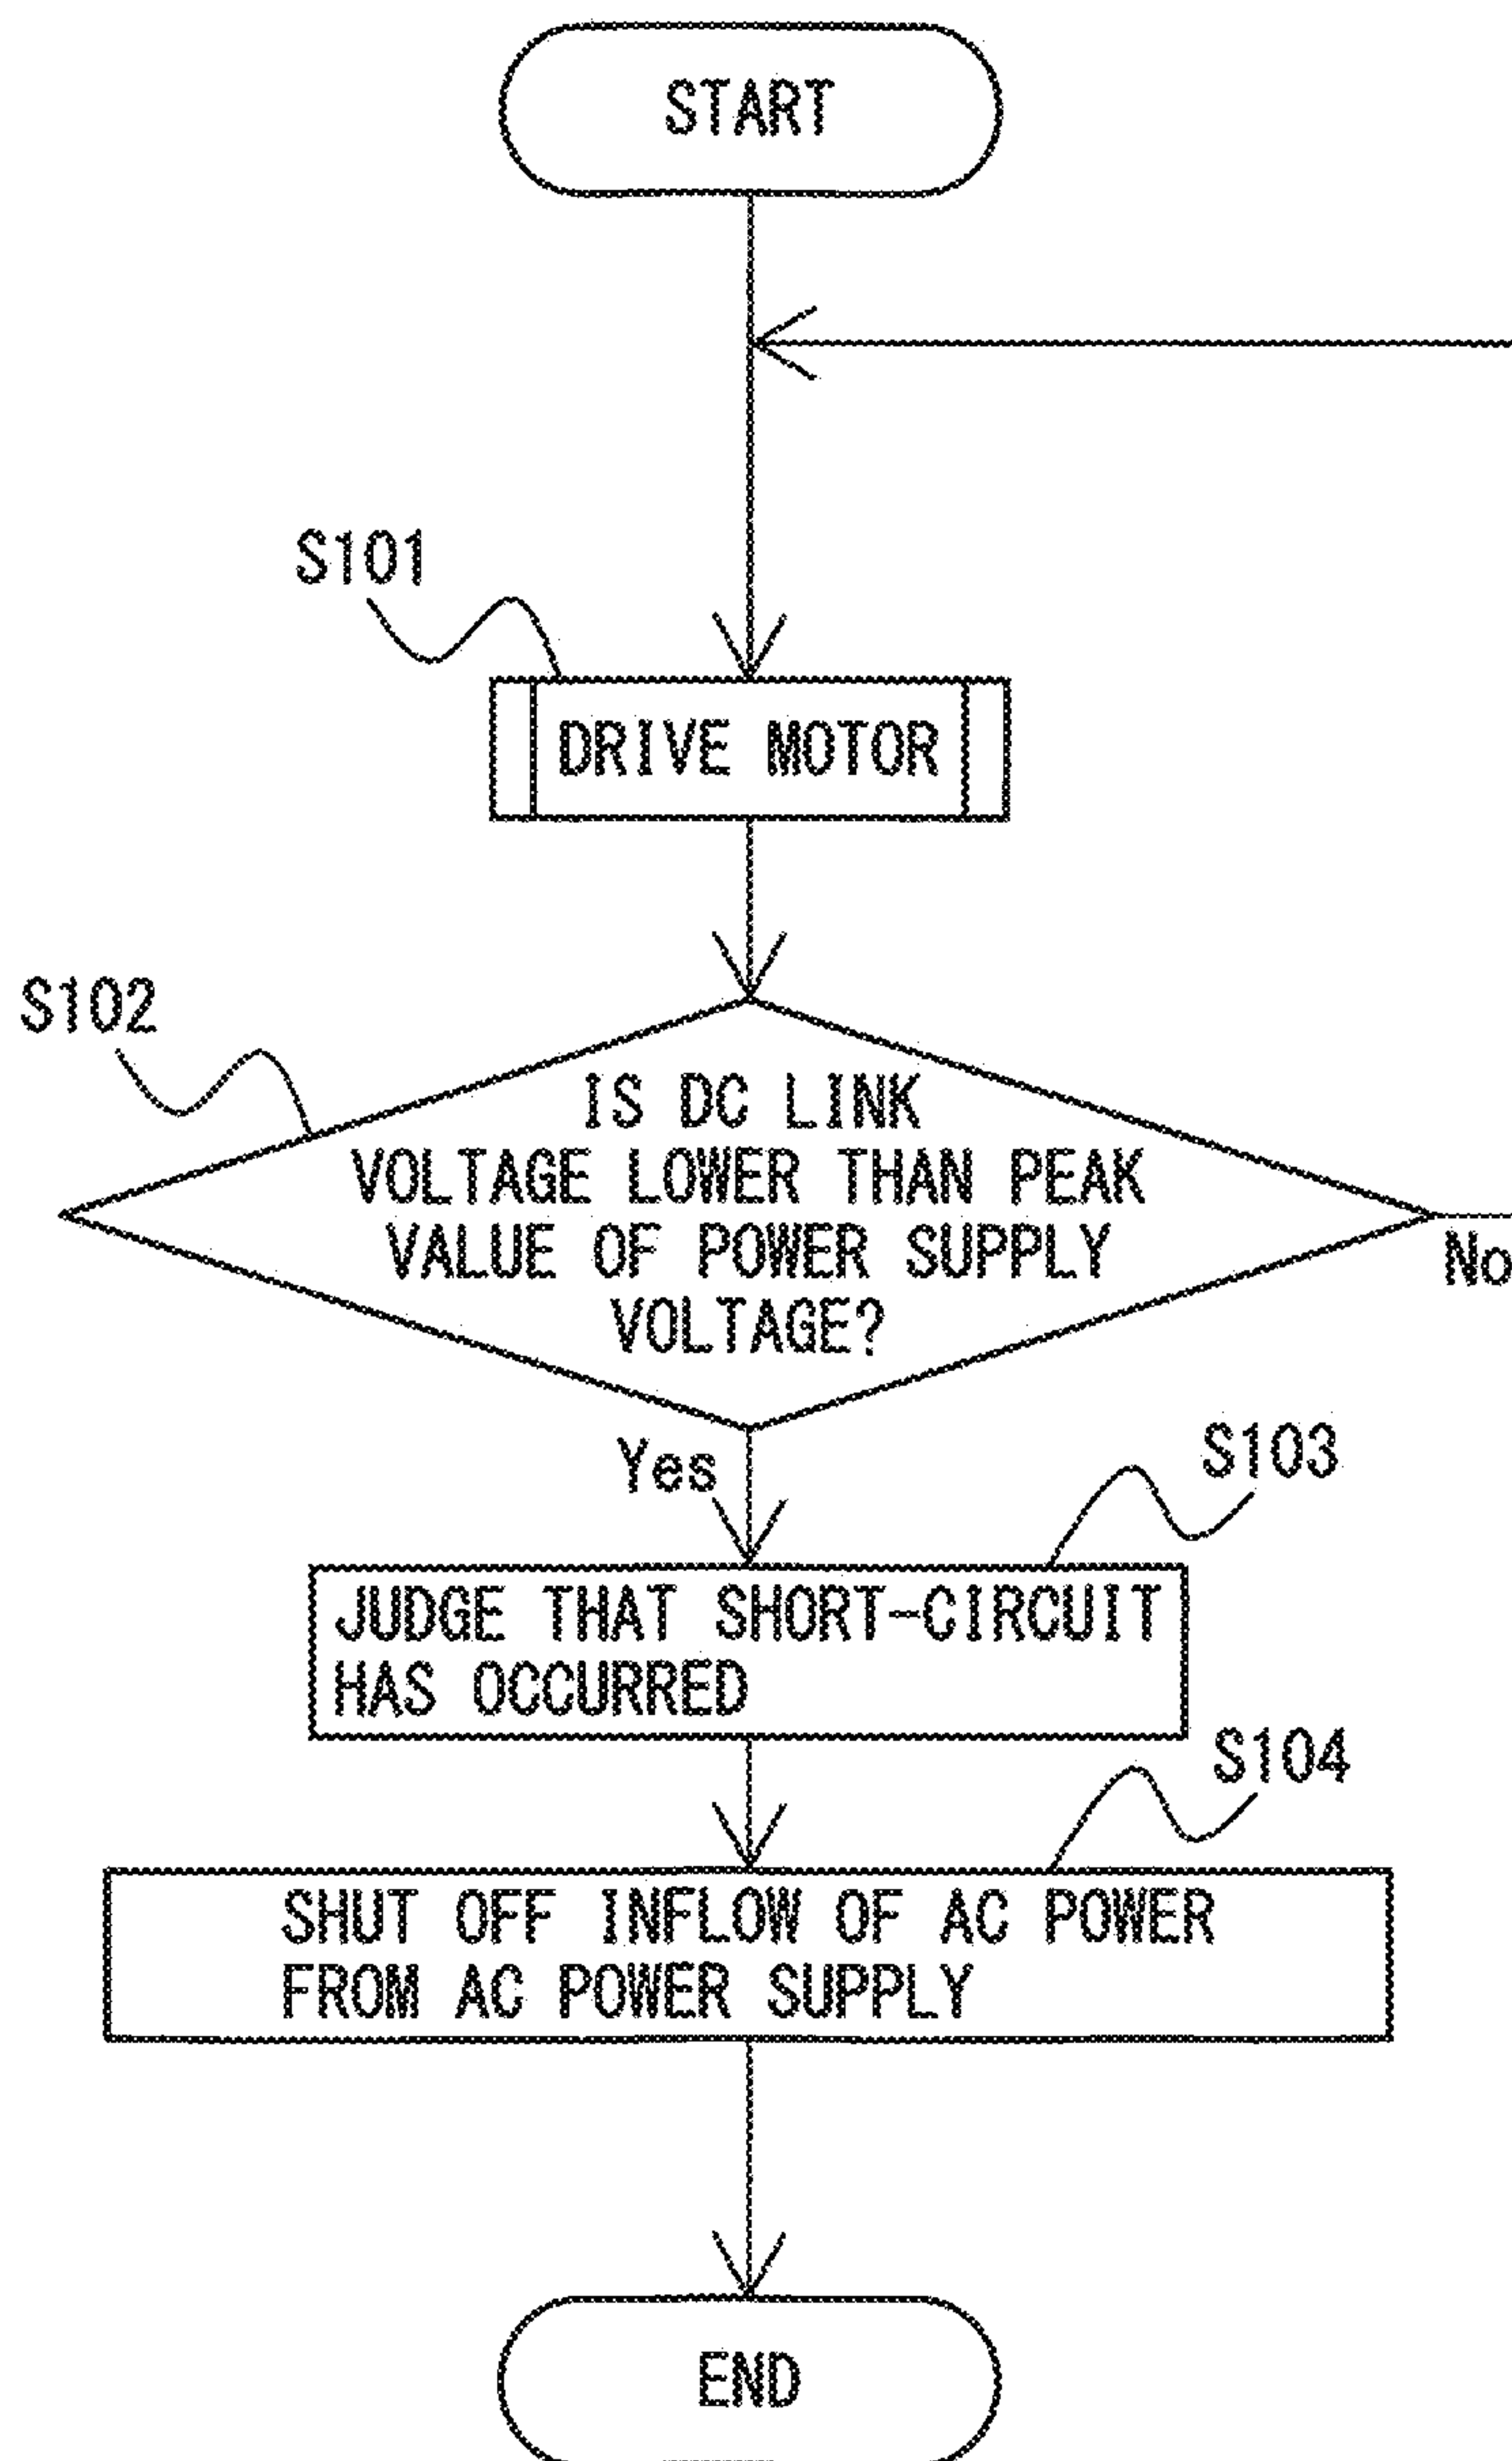 START
S101
DRIVE MOTOR
S102
IS DC LINK
VOLTAGE LOWER THAN PEAK
VALUE OF POWER SUPPLY
VOLTAGE?
No
Yes
S103
JUDGE THAT SHORT-CIRCUIT
HAS OCCURRED
S104
SHUT OFF INFLOW OF AC POWER
FROM AC POWER SUPPLY
END